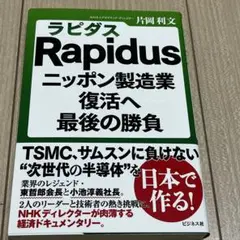 片岡利文
ラピダス
Rapidus
ニッポン製造業
復活へ
最後の勝負
TSMC、サムスンに負けない
“次世代の半導体”を
日本で作る!
業界のレジェンド・
東哲郎会長と小池淳義社長。
2人のリーダーと技術者の熱き挑戦に
NHKディレクターが肉薄する
経済ドキュメンタリー。
ビジネス社